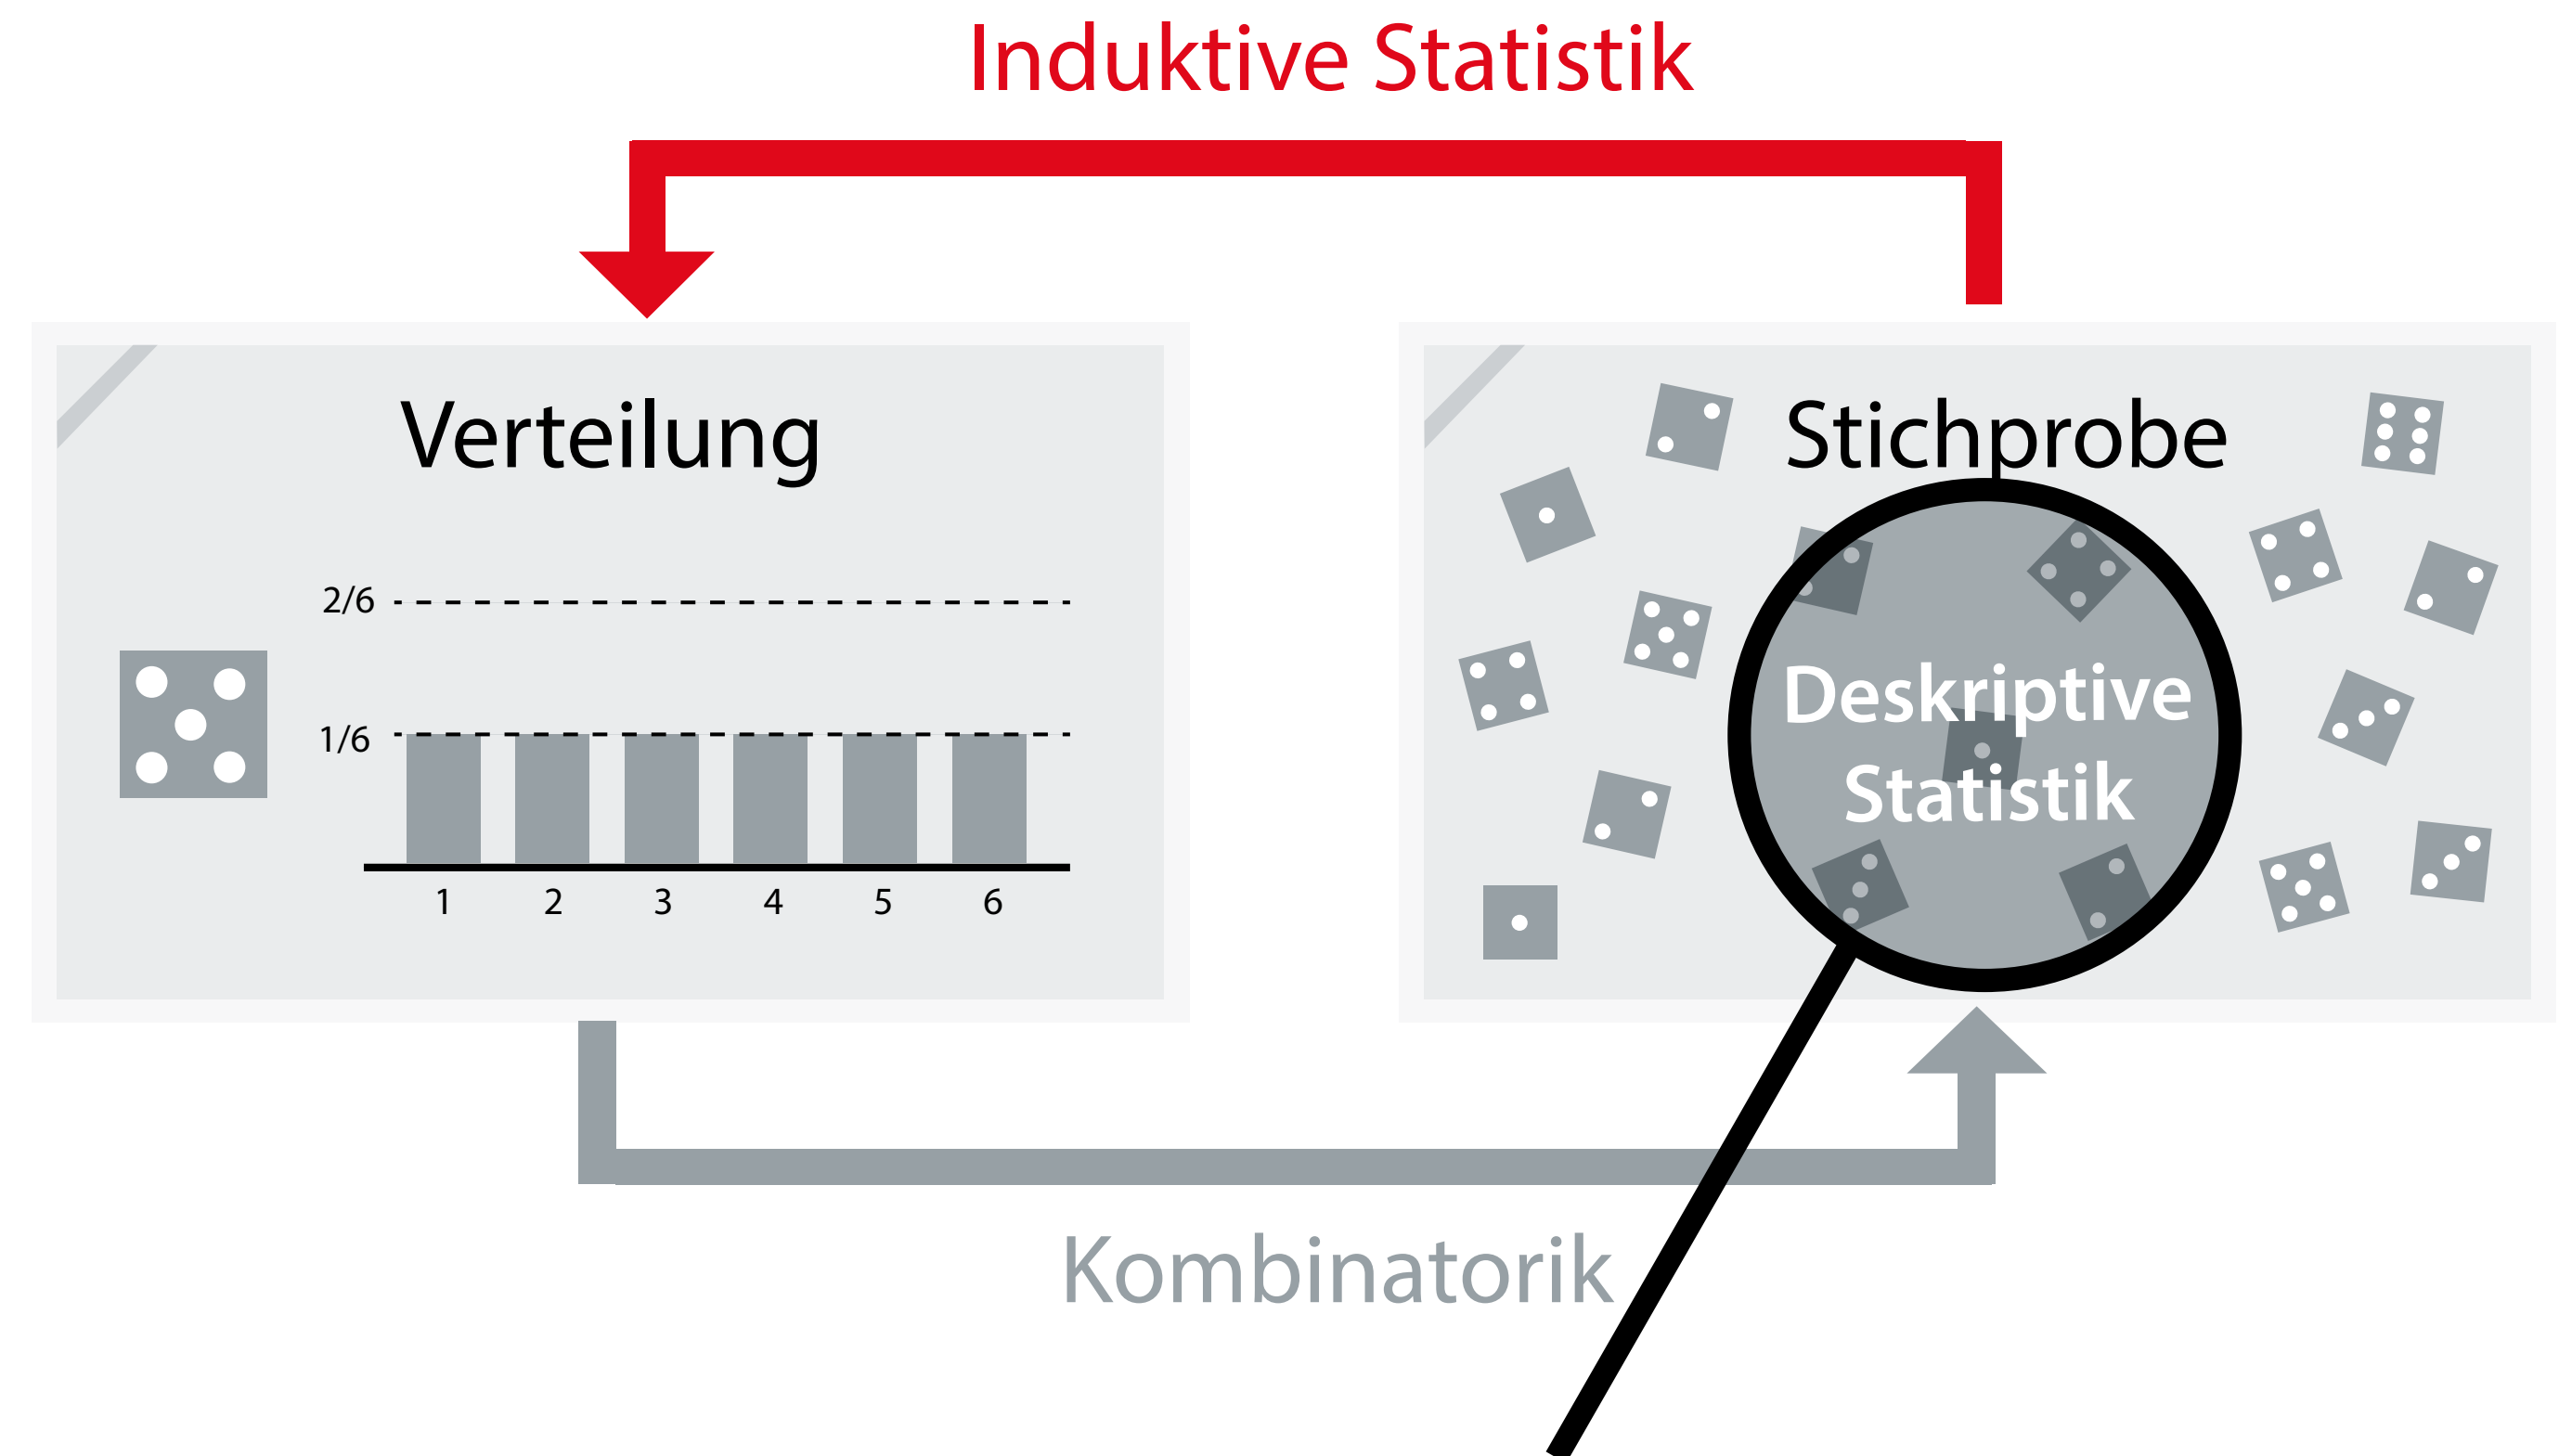 Induktive Statistik
Verteilung
2/6
1/6
1 2 3 4 5 6
Stichprobe
Deskriptive
Statistik
Kombinatorik